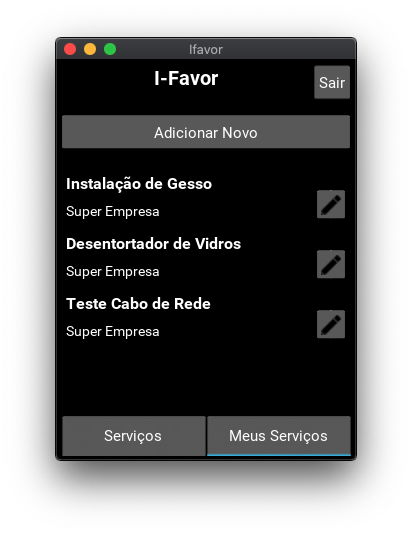 Ifavor
I-Favor
Sair
Adicionar Novo
Instalação de Gesso
Super Empresa
Desentortador de Vidros
Super Empresa
Teste Cabo de Rede
Super Empresa
Serviços
Meus Serviços